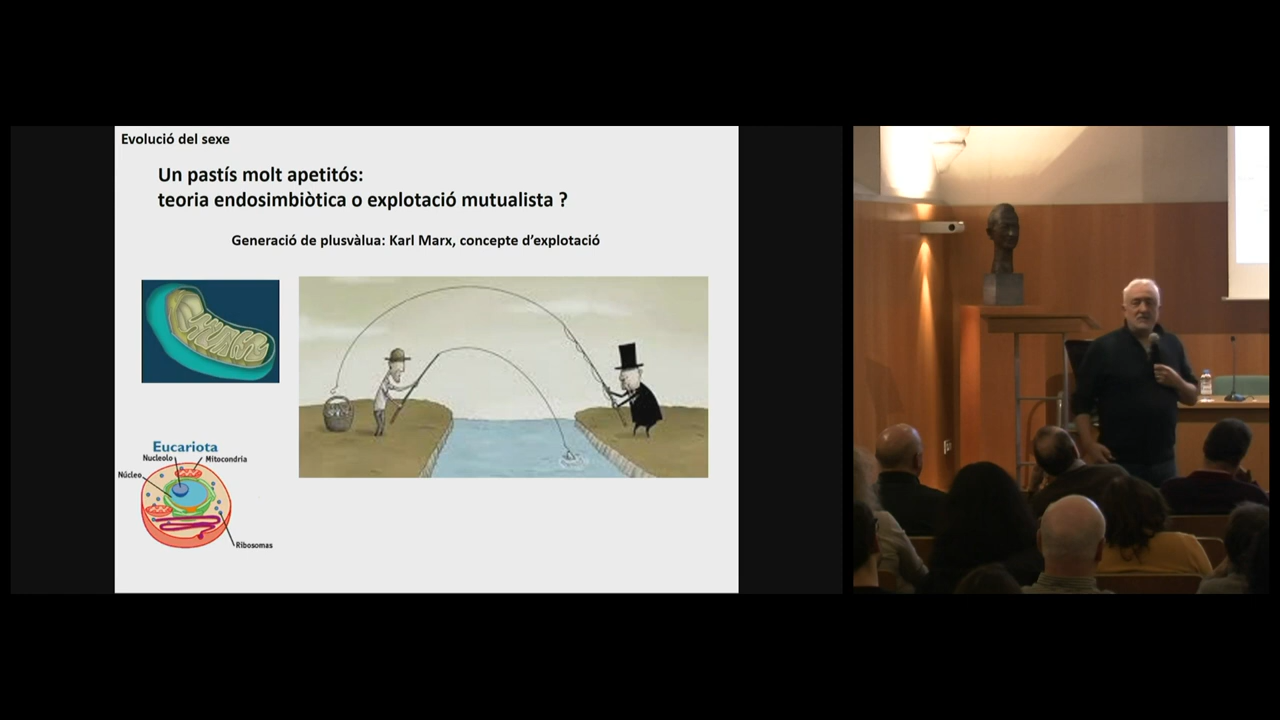 Evolució del sexe
Un pastís molt apetitós:
teoria endosimbiòtica o explotació mutualista ?
Generació de plusvàlua: Karl Marx, concepte d'explotació
Eucariota
Nucleolo
Mitocondria
Núcleo
Ribosomas